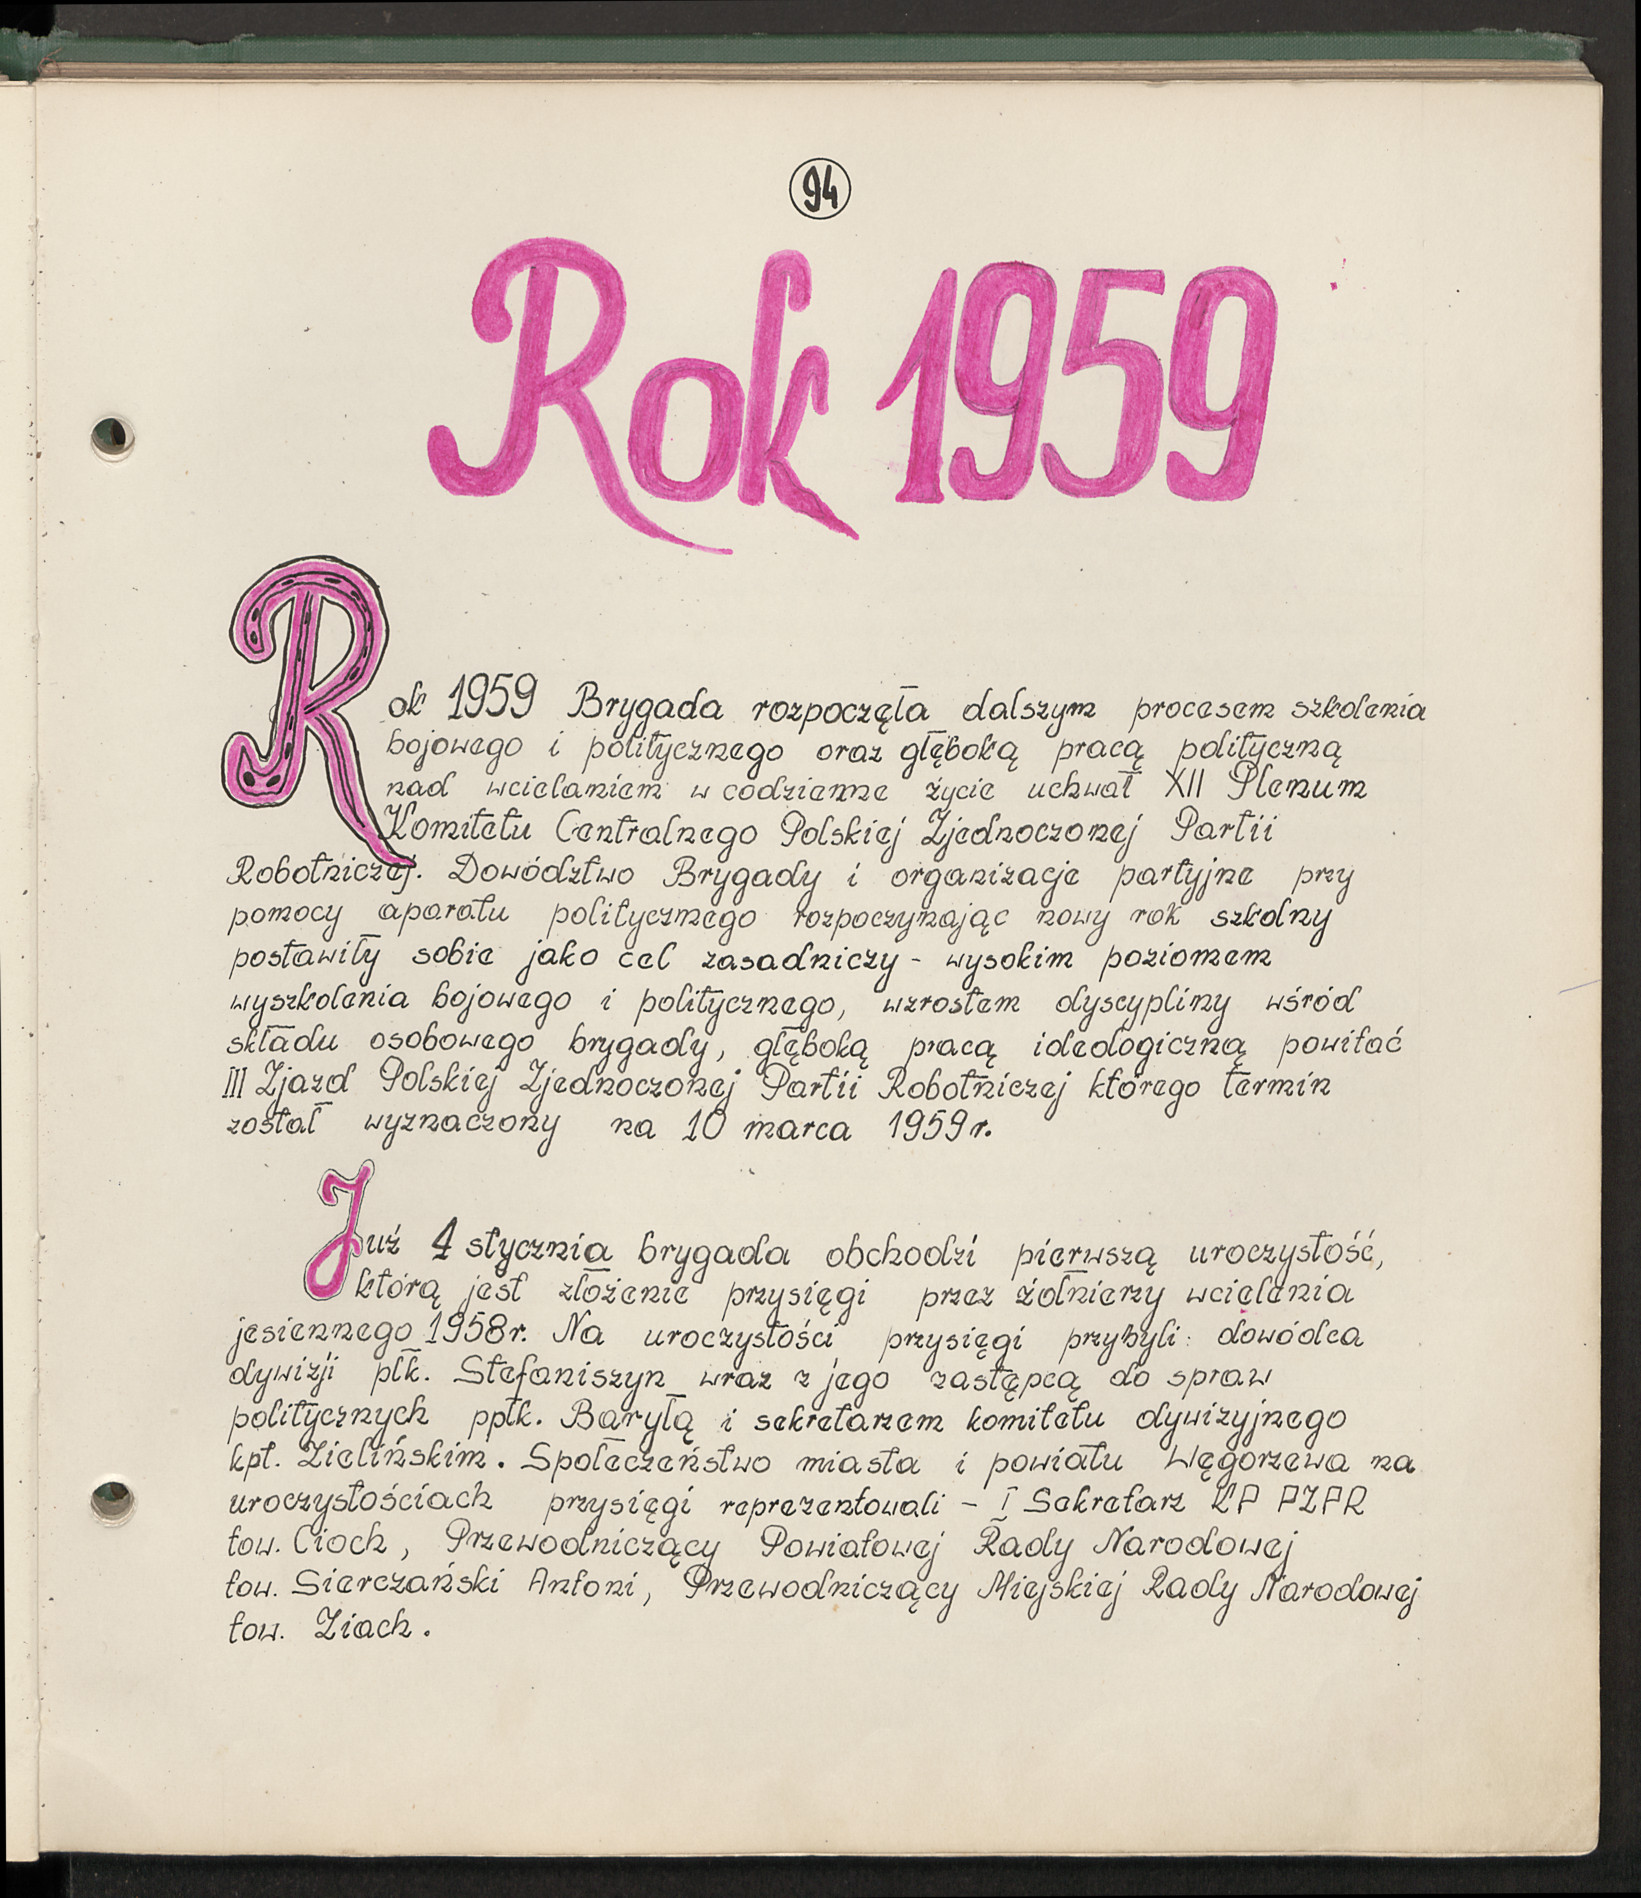 94
Rok 1959
Rok 1959 Brygada rozpoczęła dalszym procesem szkolenia
bojowego i politycznego oraz głęboką pracą polityczną
nad wcielaniem w codzienne życie uchwał XII Plenum
Komitetu Centralnego Polskiej Zjednoczonej Partii
Robotniczej. Dowództwo Brygady i organizacje partyjne przy
pomocy aparatu politycznego rozpoczynając nowy rok szkolny
postawiły sobie jako cel zasadniczy - wysokim poziomem
wyszkolenia bojowego i politycznego, wzrostem dyscypliny wśród
składu osobowego brygady, głęboką pracą ideologiczną powitać
III Zjazd Polskiej Zjednoczonej Partii Robotniczej którego termin
został wyznaczony na 10 marca 1959r.
Już 4 stycznia brygada obchodzi pierwszą uroczystość,
którą jest złożenie przysięgi przez żołnierzy wcielenia
jesiennego 1958r. Na uroczystości przysięgi przybyli: dowódca
dywizji płk. Stefaniszyn wraz z jego zastępcą do spraw
politycznych ppłk. Baryłą i sekretarzem komitetu dywizyjnego
kpt. Zielińskim. Społeczeństwo miasta i powiatu Węgorzewa na
uroczystościach przysięgi reprezentowali - I Sekretarz KP PZPR
tow. Cioch, Przewodniczący Powiatowej Rady Narodowej
tow. Sierczański Antoni, Przewodniczący Miejskiej Rady Narodowej
tow. Ziach.